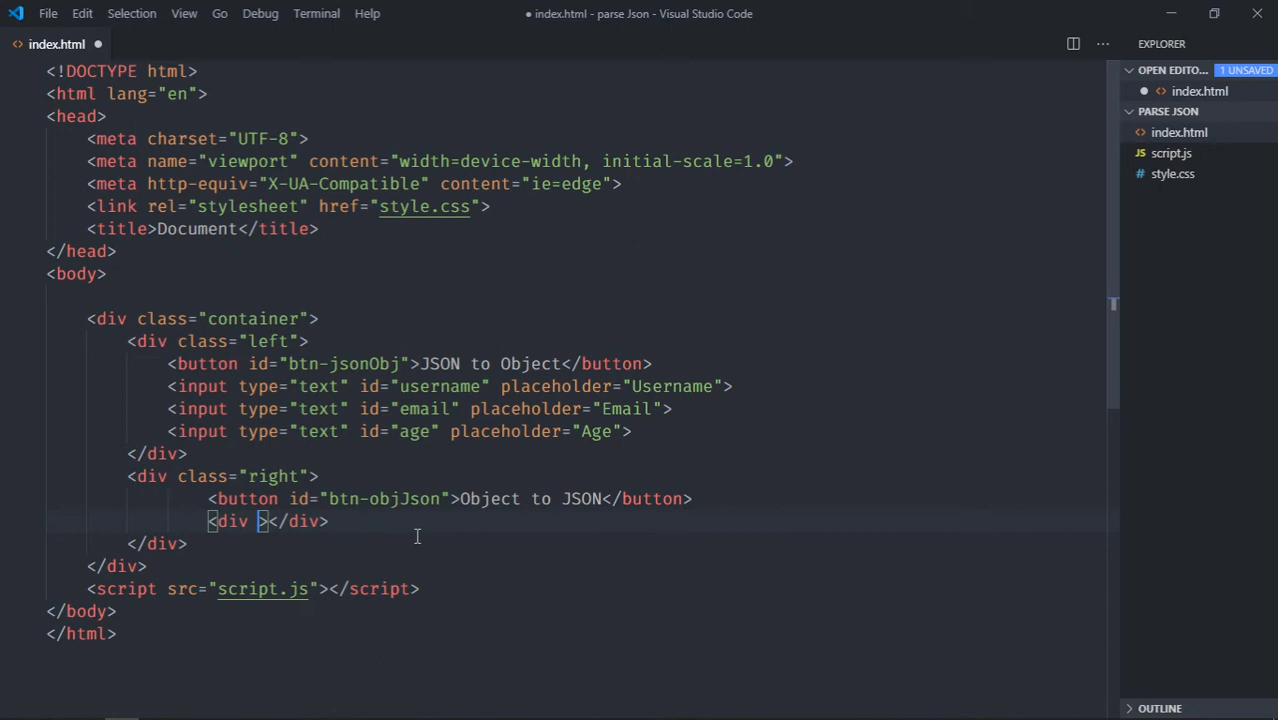 File Edit Selection View Go Debug Terminal Help
● index.html - parse Json - Visual Studio Code
<> index.html ●
EXPLORER
<!DOCTYPE html>
<html lang="en">
<head>
<meta charset="UTF-8">
<meta name="viewport" content="width=device-width, initial-scale=1.0">
<meta http-equiv="X-UA-Compatible" content="ie=edge">
<link rel="stylesheet" href="style.css">
<title>Document</title>
</head>
<body>
<div class="container">
<div class="left">
<button id="btn-jsonObj">JSON to Object</button>
<input type="text" id="username" placeholder="Username">
<input type="text" id="email" placeholder="Email">
<input type="text" id="age" placeholder="Age">
</div>
<div class="right">
<button id="btn-objJson">Object to JSON</button>
<div ></div>
</div>
</div>
<script src="script.js"></script>
</body>
</html>
OPEN EDITO... 1 UNSAVED
● <> index.html
PARSE JSON
<> index.html
JS script.js
# style.css
OUTLINE